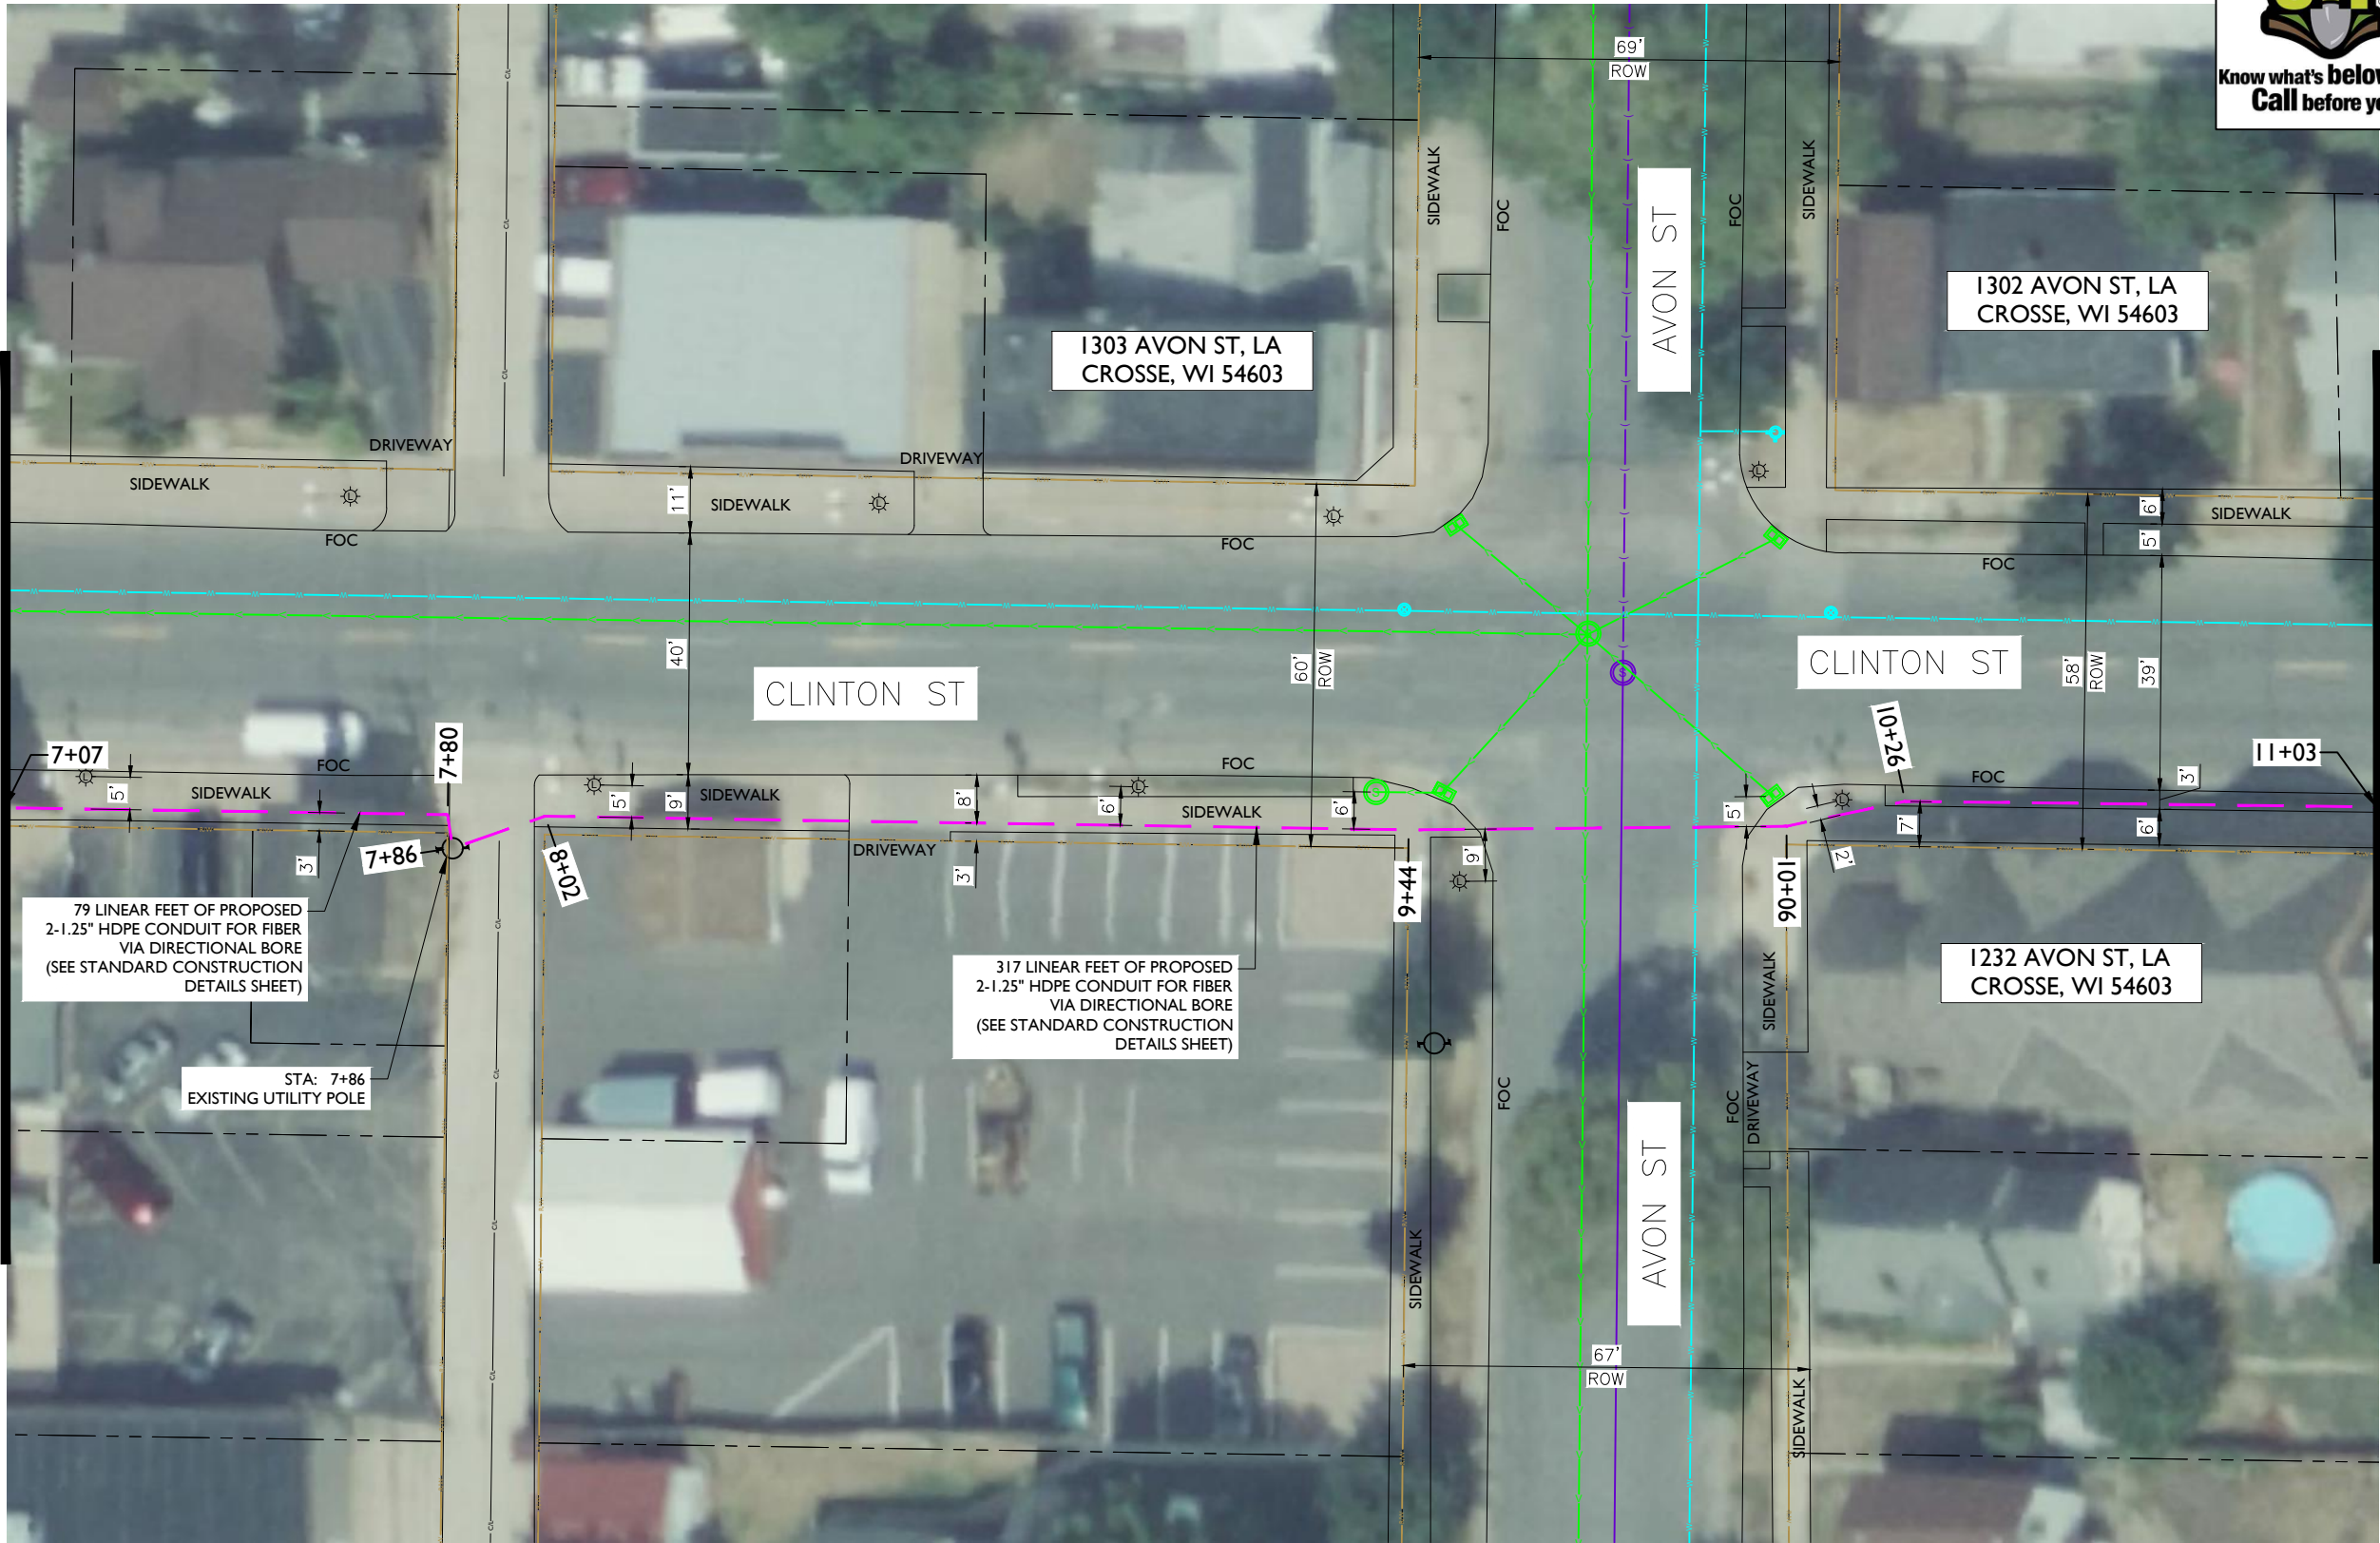 Know what's below
Call before yo
69'
ROW
SIDEWALK
FOC
AVON ST
FOC
SIDEWALK
1302 AVON ST, LA
CROSSE, WI 54603
1303 AVON ST, LA
CROSSE, WI 54603
DRIVEWAY
SIDEWALK
FOC
11'
SIDEWALK
DRIVEWAY
FOC
6'
SIDEWALK
5'
FOC
40'
CLINTON ST
60'
ROW
CLINTON ST
58'
ROW
39'
7+07
5'
SIDEWALK
FOC
7+80
3'
7+86
8+02
5'
9'
SIDEWALK
DRIVEWAY
8'
3'
6'
FOC
SIDEWALK
6'
9+44
9'
5'
10+06
2'
10+26
7'
FOC
3'
6'
11+03
79 LINEAR FEET OF PROPOSED
2-1.25" HDPE CONDUIT FOR FIBER
VIA DIRECTIONAL BORE
(SEE STANDARD CONSTRUCTION
DETAILS SHEET)
317 LINEAR FEET OF PROPOSED
2-1.25" HDPE CONDUIT FOR FIBER
VIA DIRECTIONAL BORE
(SEE STANDARD CONSTRUCTION
DETAILS SHEET)
1232 AVON ST, LA
CROSSE, WI 54603
STA: 7+86
EXISTING UTILITY POLE
SIDEWALK
FOC
DRIVEWAY
FOC
AVON ST
SIDEWALK
67'
ROW
SIDEWALK